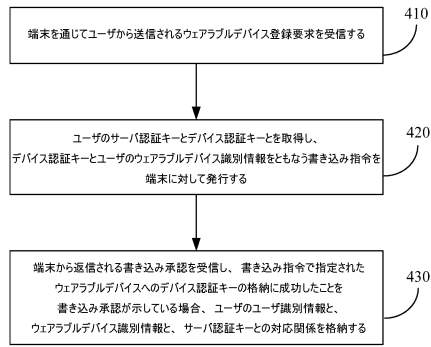 410
端末を通じてユーザから送信されるウェアラブルデバイス登録要求を受信する
420
ユーザのサーバ認証キーとデバイス認証キーとを取得し、
デバイス認証キーとユーザのウェアラブルデバイス識別情報をともなう書き込み指令を
端末に対して発行する
430
端末から返信される書き込み承認を受信し、書き込み指令で指定された
ウェアラブルデバイスへのデバイス認証キーの格納に成功したことを
書き込み承認が示している場合、ユーザのユーザ識別情報と、
ウェアラブルデバイス識別情報と、サーバ認証キーとの対応関係を格納する